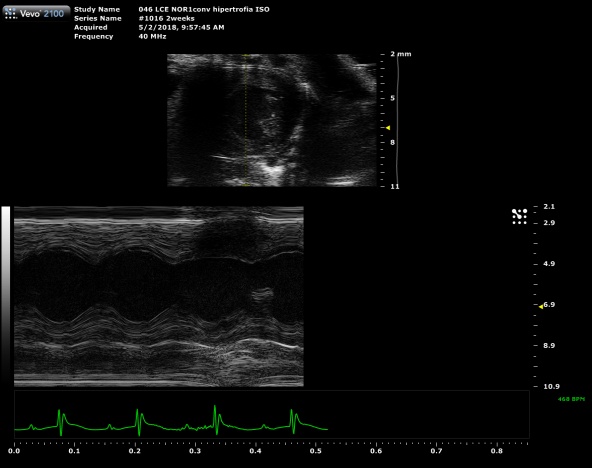 Vevo 2100
Study Name 046 LCE NOR1conv hipertrofia ISO
Series Name #1016 2weeks
Acquired 5/2/2018, 9:57:45 AM
Frequency 40 MHz
2 mm
5
8
11
2.1
2.9
4.9
6.9
8.9
10.9
468 BPM
0.0 0.1 0.2 0.3 0.4 0.5 0.6 0.7 0.8